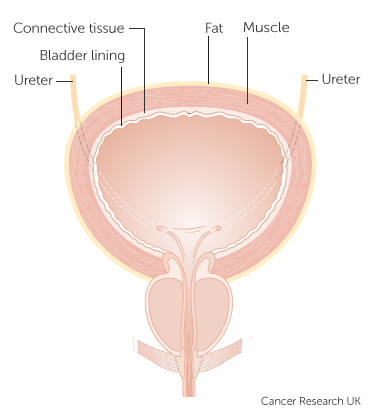 Connective tissue
Fat
Muscle
Bladder lining
Ureter
Ureter
Cancer Research UK